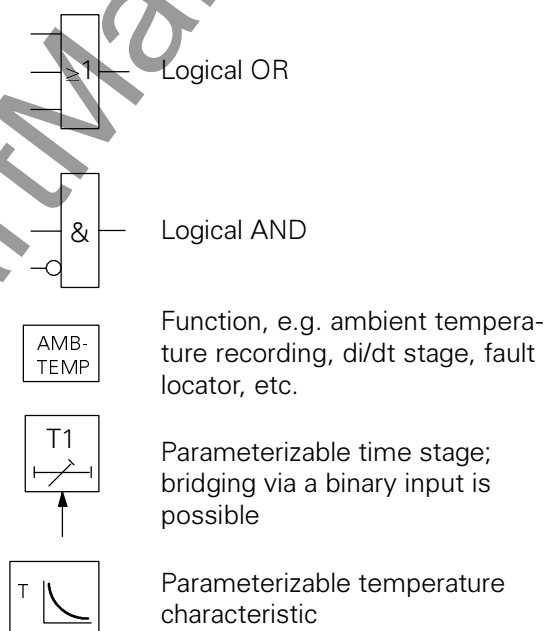 ≥1 Logical OR
& Logical AND
AMB-
TEMP
Function, e.g. ambient tempera-
ture recording, di/dt stage, fault
locator, etc.
T1
Parameterizable time stage;
bridging via a binary input is
possible
T
Parameterizable temperature
characteristic